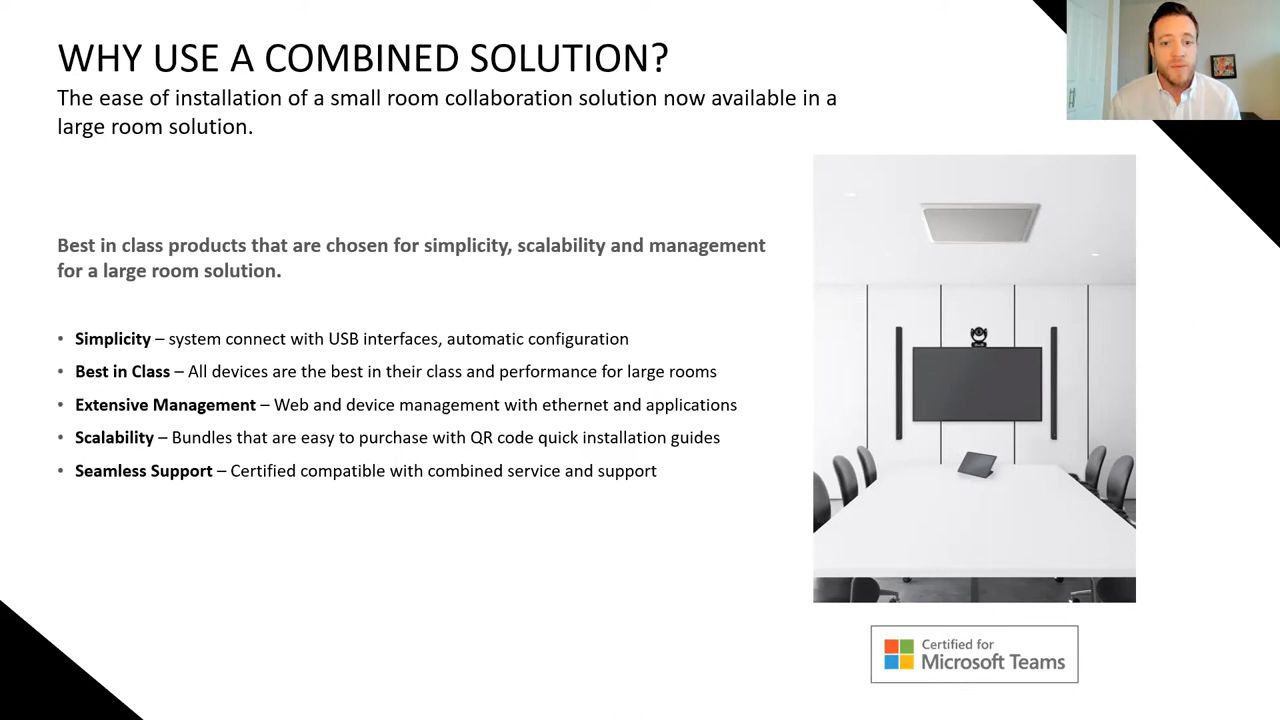 WHY USE A COMBINED SOLUTION?
The ease of installation of a small room collaboration solution now available in a
large room solution.
Best in class products that are chosen for simplicity, scalability and management
for a large room solution.
• Simplicity – system connect with USB interfaces, automatic configuration
• Best in Class – All devices are the best in their class and performance for large rooms
• Extensive Management – Web and device management with ethernet and applications
• Scalability – Bundles that are easy to purchase with QR code quick installation guides
• Seamless Support – Certified compatible with combined service and support
Certified for
Microsoft Teams